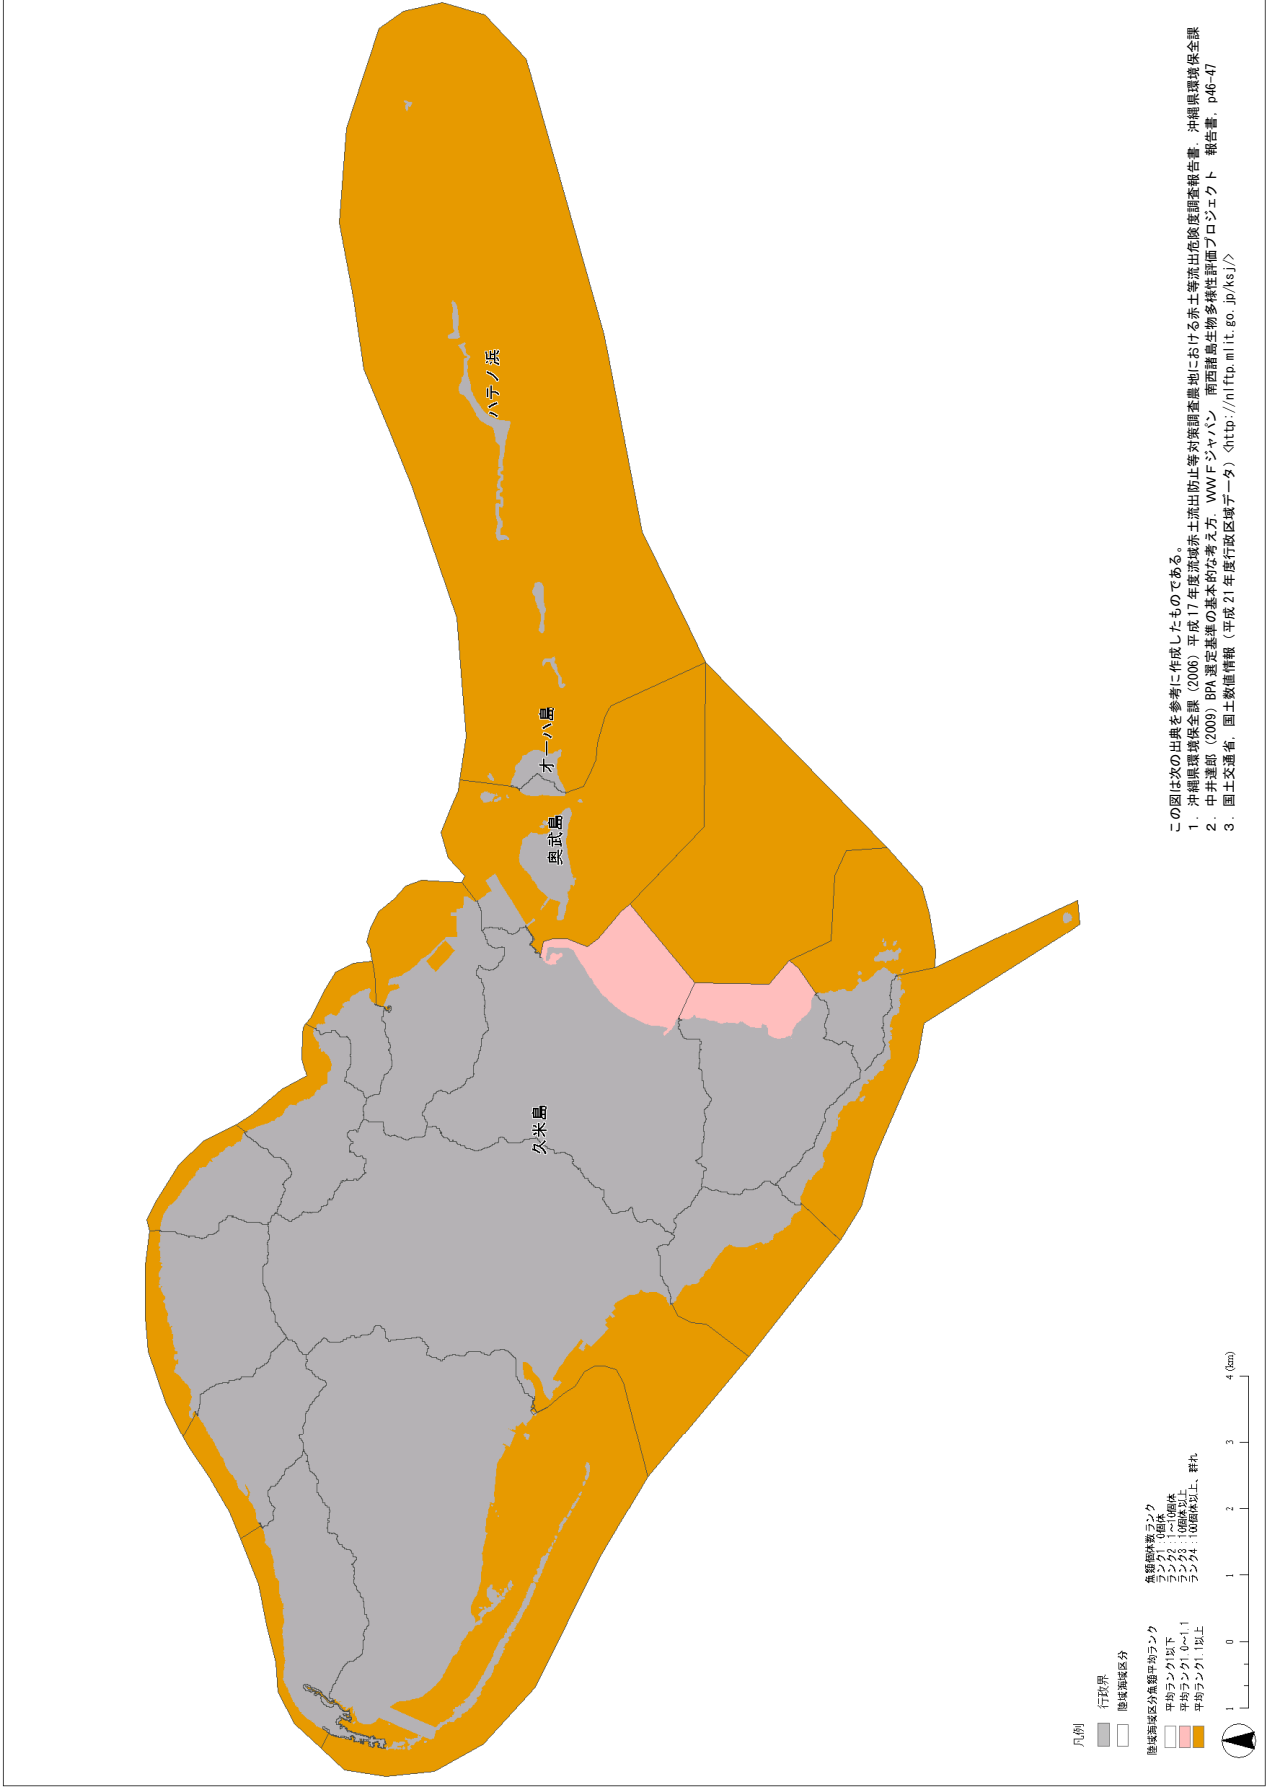 ハテノ浜
オーハ島
奥武島
久米島
この図は次の出典を参考に作成したものである。
1. 沖縄県環境保全課(2006)平成17年度流域赤土流出防止等対策調査農地における赤土等流出危険度調査報告書. 沖縄県環境保全課
2. 中井達郎(2009)BPA選定基準の基本的な考え方. WWFジャパン 南西諸島生物多様性評価プロジェクト 報告書, p46-47
3. 国土交通省, 国土数値情報(平成21年度行政区域データ)<http://nlftp.mlit.go.jp/ksj/>
凡例
行政界
陸域海域区分
陸域海域区分魚類平均ランク
平均ランク1以下
平均ランク1.0~1.1
平均ランク1.1以上
魚類個体数ランク
ランク1 :0個体
ランク2 :1~10個体
ランク3 :10個体以上
ランク4 :100個体以上、群れ
1 0 1 2 3 4 (km)